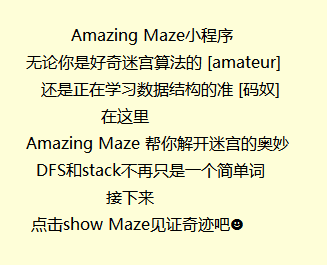 Amazing Maze小程序
无论你是好奇迷宫算法的 [amateur]
还是正在学习数据结构的准 [码奴]
在这里
Amazing Maze 帮你解开迷宫的奥妙
DFS和stack不再只是一个简单词
接下来
点击show Maze见证奇迹吧☻